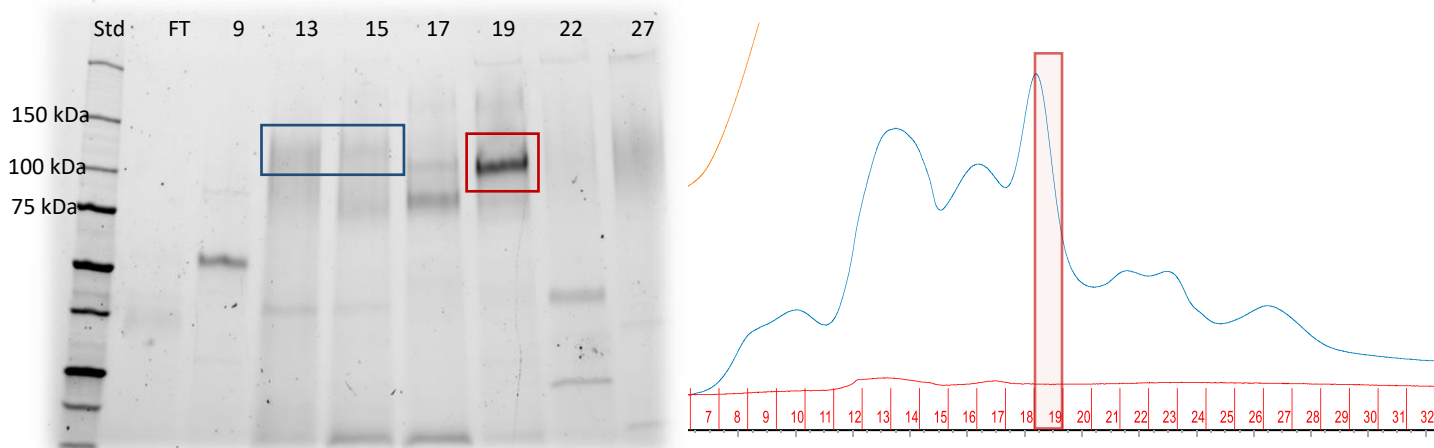 Std FT 9 13 15 17 19 22 27
150 kDa
100 kDa
75 kDa
7 8 9 10 11 12 13 14 15 16 17 18 19 20 21 22 23 24 25 26 27 28 29 30 31 32